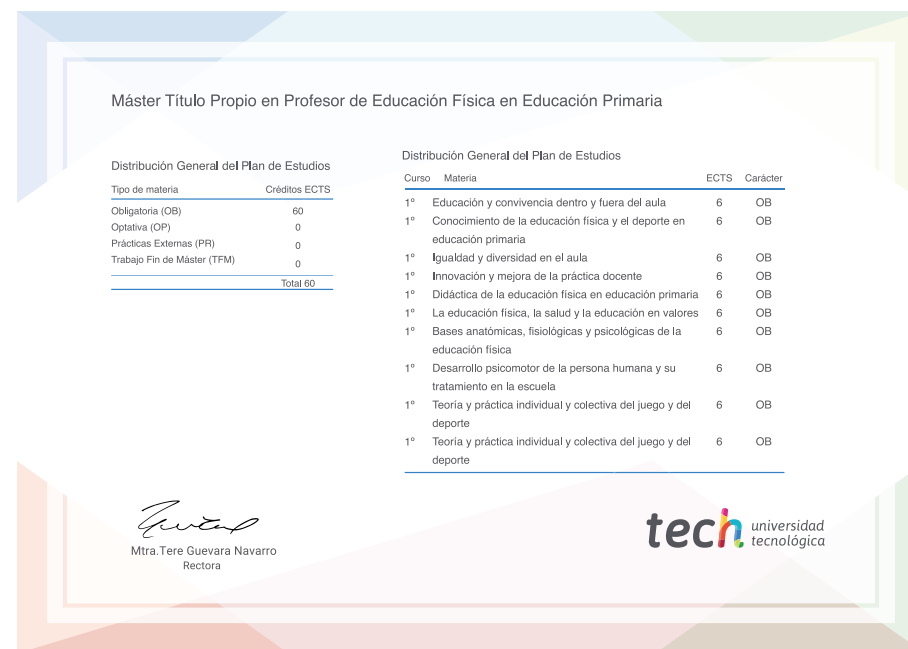 Máster Título Propio en Profesor de Educación Física en Educación Primaria
Distribución General del Plan de Estudios
Tipo de materia Créditos ECTS
Obligatoria (OB) 60
Optativa (OP) 0
Prácticas Externas (PR) 0
Trabajo Fin de Máster (TFM) 0
Total 60
Distribución General del Plan de Estudios
Curso Materia ECTS Carácter
1º Educación y convivencia dentro y fuera del aula 6 OB
1º Conocimiento de la educación física y el deporte en 6 OB
educación primaria
1º Igualdad y diversidad en el aula 6 OB
1º Innovación y mejora de la práctica docente 6 OB
1º Didáctica de la educación física en educación primaria 6 OB
1º La educación física, la salud y la educación en valores 6 OB
1º Bases anatómicas, fisiológicas y psicológicas de la 6 OB
educación física
1º Desarrollo psicomotor de la persona humana y su 6 OB
tratamiento en la escuela
1º Teoría y práctica individual y colectiva del juego y del 6 OB
deporte
1º Teoría y práctica individual y colectiva del juego y del 6 OB
deporte
Mtra.Tere Guevara Navarro
Rectora
tech universidad
tecnológica